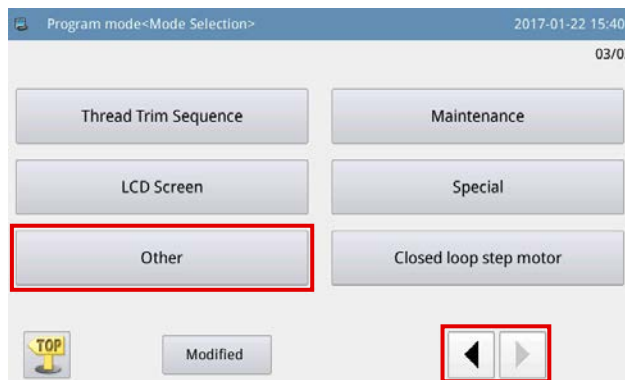 Program mode<Mode Selection> 2017-01-22 15:40
03/0
Thread Trim Sequence Maintenance
LCD Screen Special
Other Closed loop step motor
TOP Modified